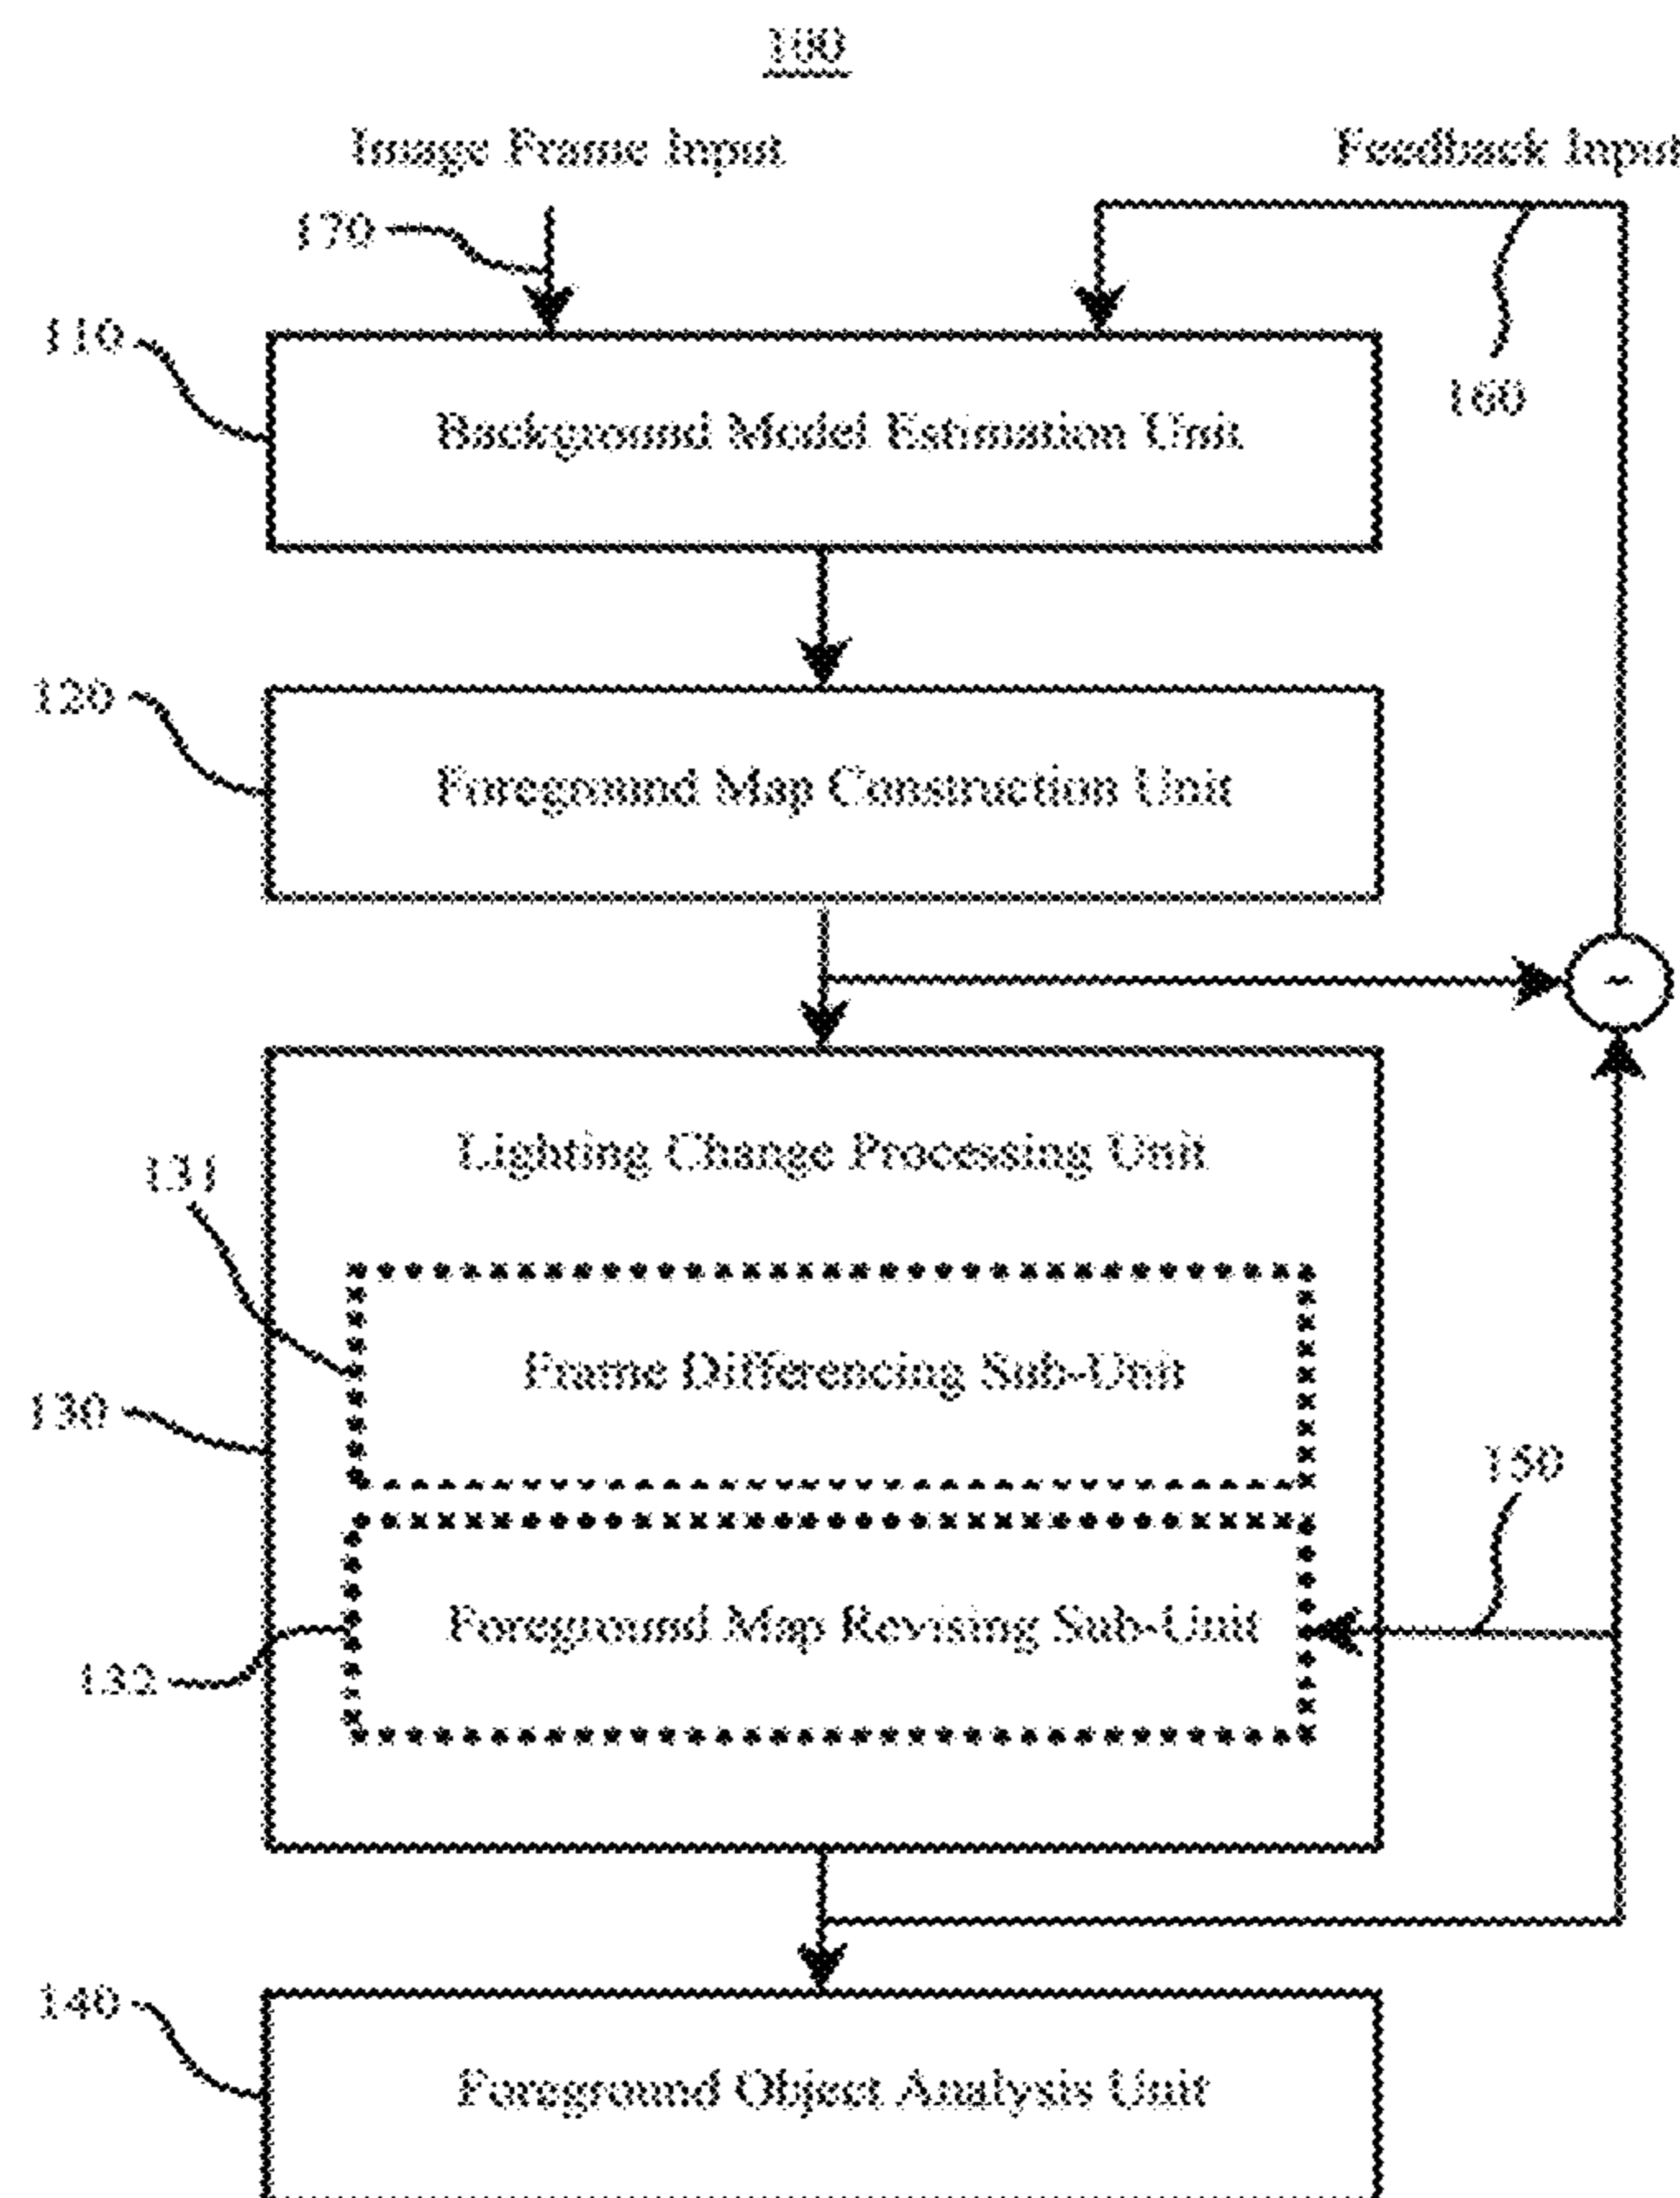 100
Image Frame Input
Feedback Input
170
110
160
Background Model Estimation Unit
120
Foreground Map Construction Unit
-
Lighting Change Processing Unit
131
Frame Differencing Sub-Unit
130
150
Foreground Map Revising Sub-Unit
132
140
Foreground Object Analysis Unit